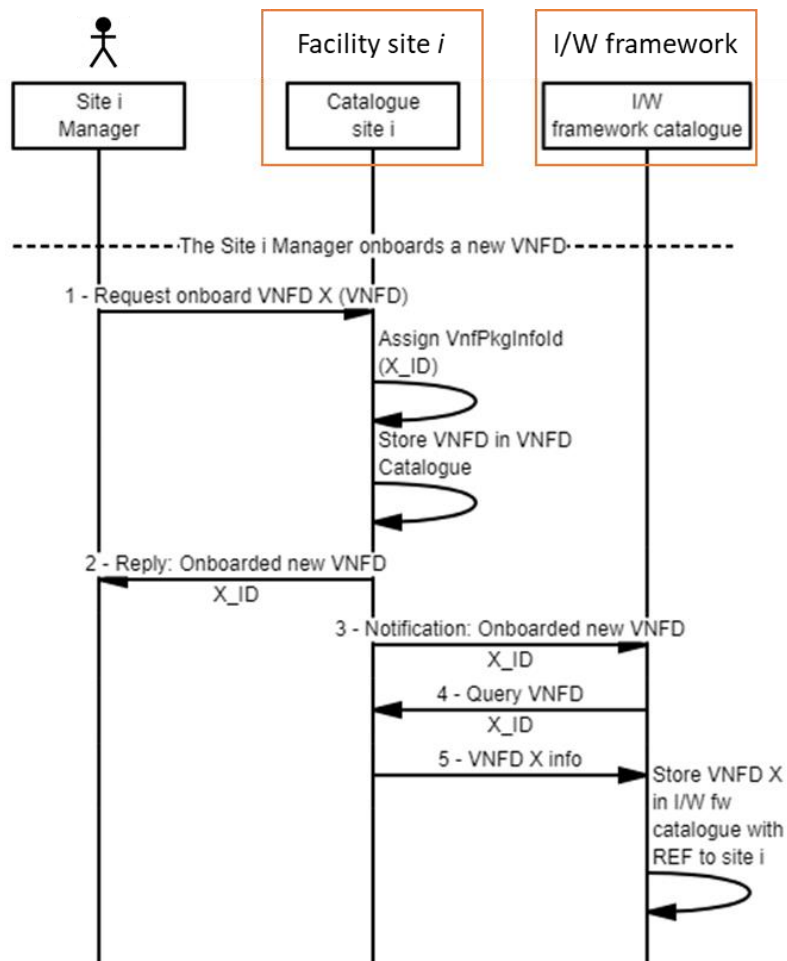 Facility site i
I/W framework
Site i
Manager
Catalogue
site i
I/W
framework catalogue
The Site i Manager onboards a new VNFD
1 - Request onboard VNFD X (VNFD)
Assign VnfPkgInfoId
(X_ID)
Store VNFD in VNFD
Catalogue
2 - Reply: Onboarded new VNFD
X_ID
3 - Notification: Onboarded new VNFD
X_ID
4 - Query VNFD
X_ID
5 - VNFD X info
Store VNFD X
in I/W fw
catalogue with
REF to site i